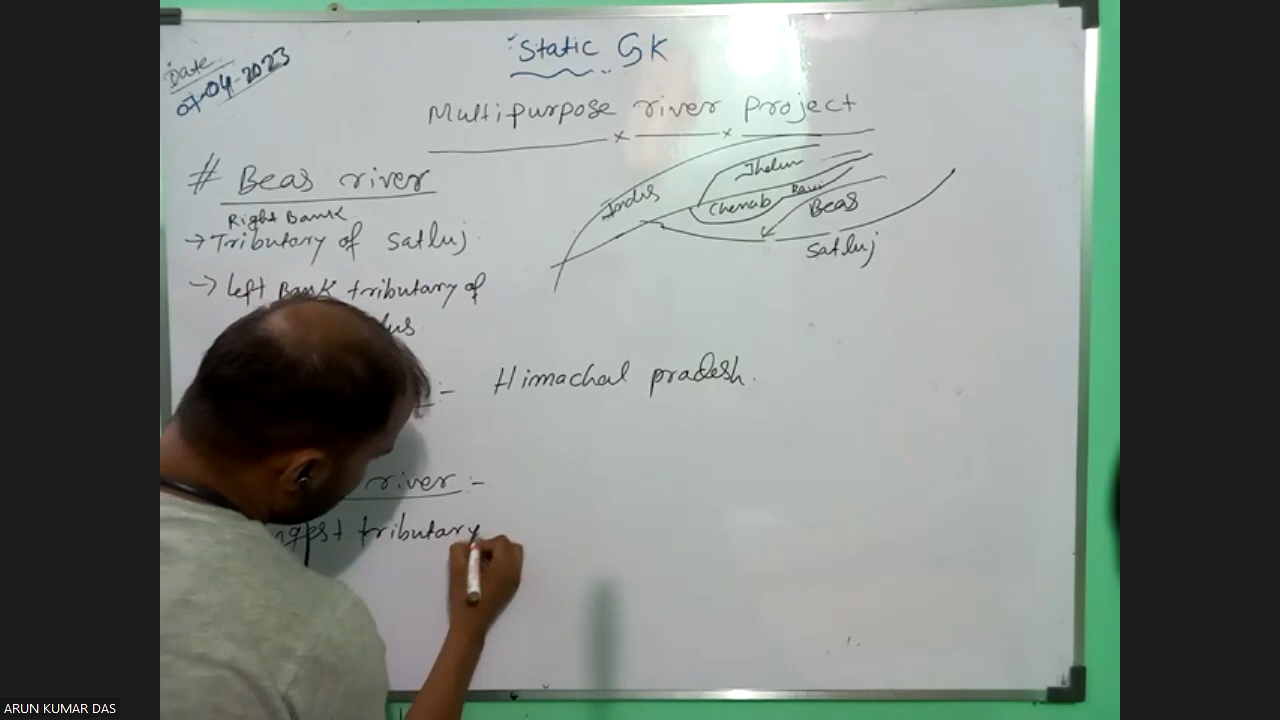 Static GK
Date
07-04-2023
Multipurpose river project
# Beas river
Right Bank
→ Tributary of Satluj
→ Left Bank tributary of
:- Himachal pradesh.
river :-
tributary
Indus
Jhelum
Chenab
Ravi
Beas
Satluj
ARUN KUMAR DAS